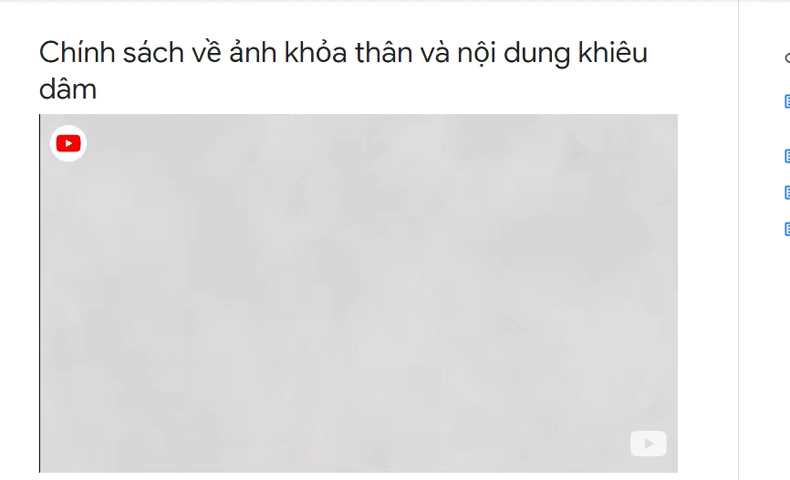 Chính sách về ảnh khỏa thân và nội dung khiêu
dâm